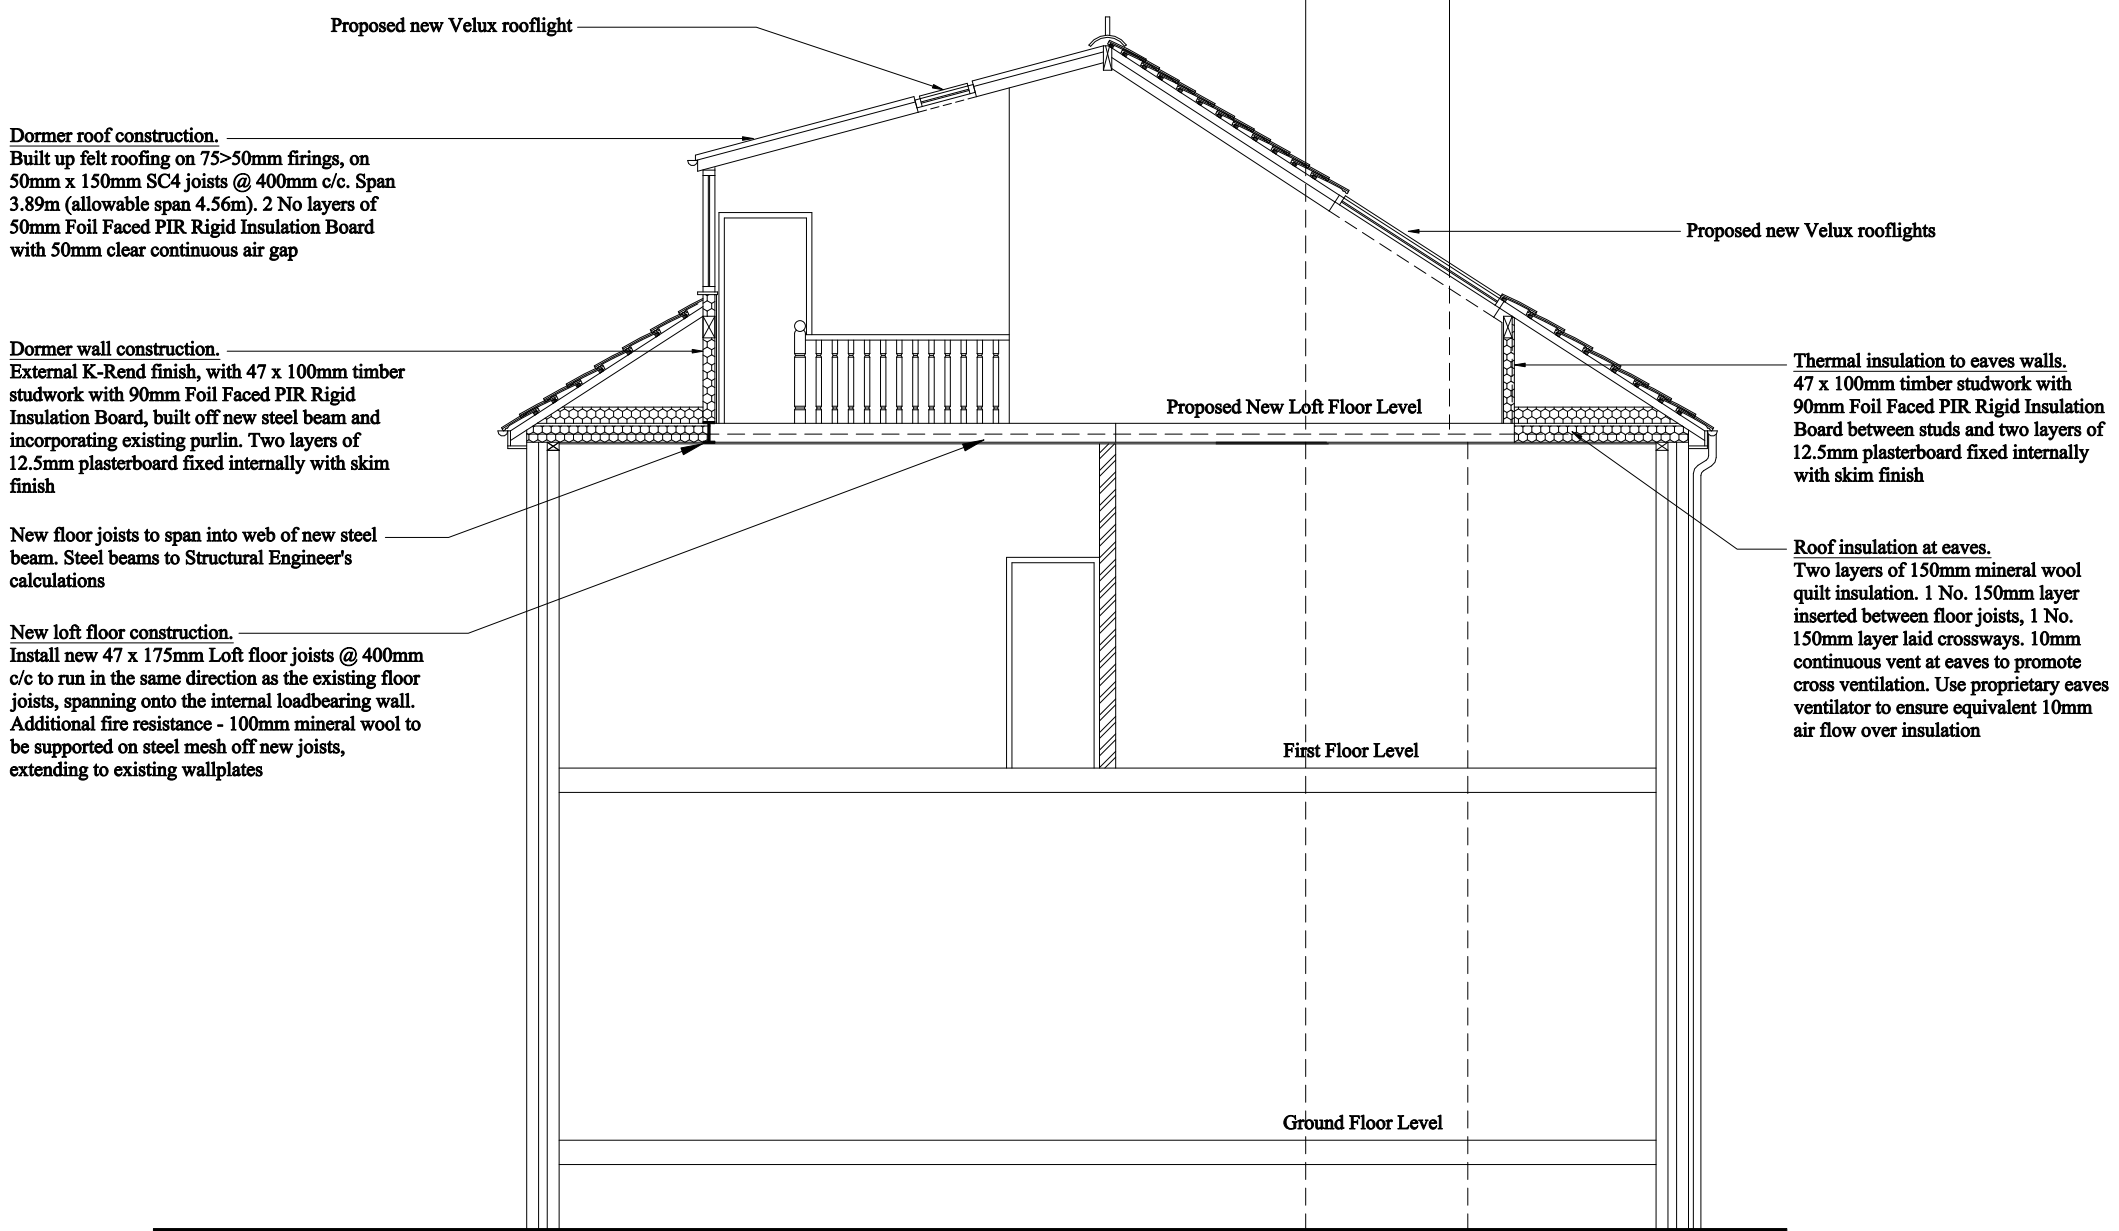 Proposed new Velux rooflight
Dormer roof construction.
Built up felt roofing on 75>50mm firings, on
50mm x 150mm SC4 joists @ 400mm c/c. Span
3.89m (allowable span 4.56m). 2 No layers of
50mm Foil Faced PIR Rigid Insulation Board
with 50mm clear continuous air gap
Dormer wall construction.
External K-Rend finish, with 47 x 100mm timber
studwork with 90mm Foil Faced PIR Rigid
Insulation Board, built off new steel beam and
incorporating existing purlin. Two layers of
12.5mm plasterboard fixed internally with skim
finish
New floor joists to span into web of new steel
beam. Steel beams to Structural Engineer's
calculations
New loft floor construction.
Install new 47 x 175mm Loft floor joists @ 400mm
c/c to run in the same direction as the existing floor
joists, spanning onto the internal loadbearing wall.
Additional fire resistance - 100mm mineral wool to
be supported on steel mesh off new joists,
extending to existing wallplates
Proposed New Loft Floor Level
First Floor Level
Ground Floor Level
Proposed new Velux rooflights
Thermal insulation to eaves walls.
47 x 100mm timber studwork with
90mm Foil Faced PIR Rigid Insulation
Board between studs and two layers of
12.5mm plasterboard fixed internally
with skim finish
Roof insulation at eaves.
Two layers of 150mm mineral wool
quilt insulation. 1 No. 150mm layer
inserted between floor joists, 1 No.
150mm layer laid crossways. 10mm
continuous vent at eaves to promote
cross ventilation. Use proprietary eaves
ventilator to ensure equivalent 10mm
air flow over insulation